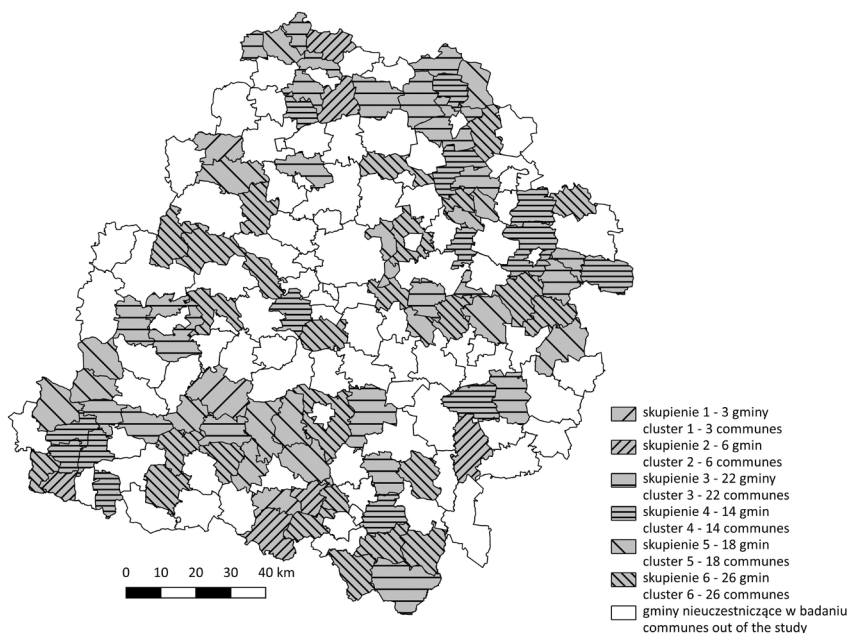 skupienie 1 - 3 gminy
cluster 1 - 3 communes
skupienie 2 - 6 gmin
cluster 2 - 6 communes
skupienie 3 - 22 gminy
cluster 3 - 22 communes
skupienie 4 - 14 gmin
cluster 4 - 14 communes
skupienie 5 - 18 gmin
cluster 5 - 18 communes
skupienie 6 - 26 gmin
cluster 6 - 26 communes
gminy nieuczestniczące w badaniu
communes out of the study
0 10 20 30 40 km